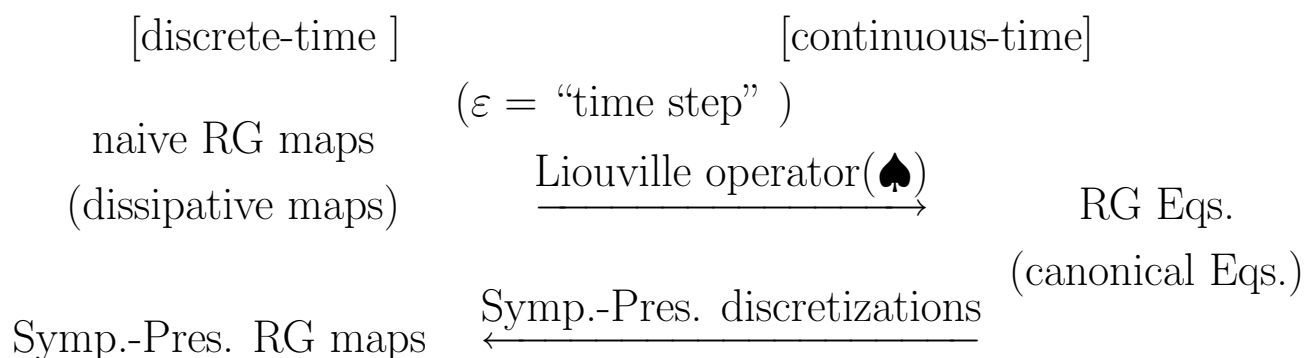 [discrete-time ] [continuous-time]
(ε = “time step” )
naive RG maps
Liouville operator(♠)
(dissipative maps) RG Eqs.
(canonical Eqs.)
Symp.-Pres. discretizations
Symp.-Pres. RG maps